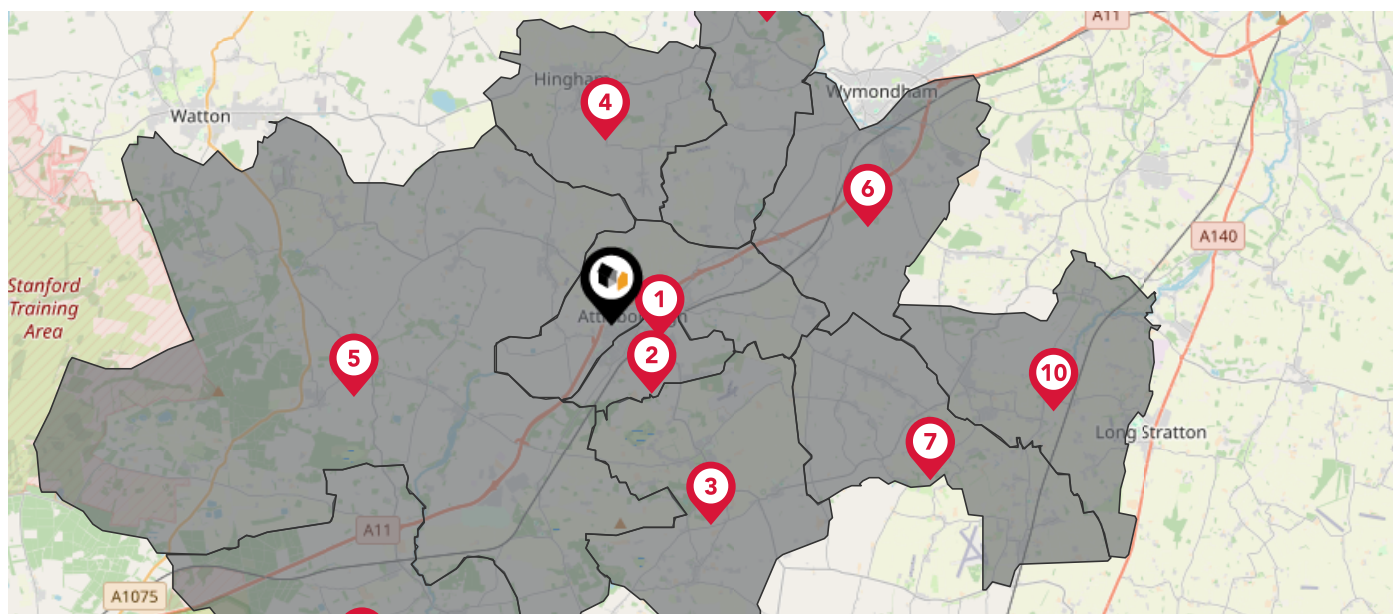 A11
Hingham
Wymondham
4
Watton
6
A140
Stanford
Training
Area
1
Attleborough
2
5
10
7
Long Stratton
3
A11
A1075